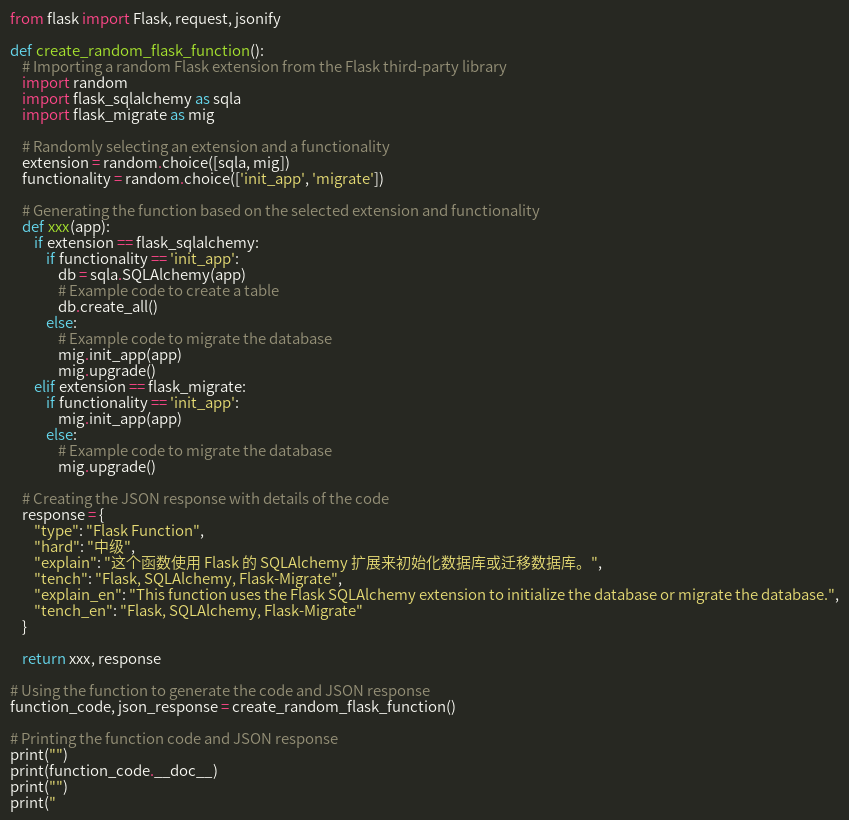 from flask import Flask, request, jsonify

def create_random_flask_function():
    # Importing a random Flask extension from the Flask third-party library
    import random
    import flask_sqlalchemy as sqla
    import flask_migrate as mig

    # Randomly selecting an extension and a functionality
    extension = random.choice([sqla, mig])
    functionality = random.choice(['init_app', 'migrate'])

    # Generating the function based on the selected extension and functionality
    def xxx(app):
        if extension == flask_sqlalchemy:
            if functionality == 'init_app':
                db = sqla.SQLAlchemy(app)
                # Example code to create a table
                db.create_all()
            else:
                # Example code to migrate the database
                mig.init_app(app)
                mig.upgrade()
        elif extension == flask_migrate:
            if functionality == 'init_app':
                mig.init_app(app)
            else:
                # Example code to migrate the database
                mig.upgrade()

    # Creating the JSON response with details of the code
    response = {
        "type": "Flask Function",
        "hard": "中级",
        "explain": "这个函数使用 Flask 的 SQLAlchemy 扩展来初始化数据库或迁移数据库。",
        "tench": "Flask, SQLAlchemy, Flask-Migrate",
        "explain_en": "This function uses the Flask SQLAlchemy extension to initialize the database or migrate the database.",
        "tench_en": "Flask, SQLAlchemy, Flask-Migrate"
    }

    return xxx, response

# Using the function to generate the code and JSON response
function_code, json_response = create_random_flask_function()

# Printing the function code and JSON response
print("")
print(function_code.__doc__)
print("")
print("